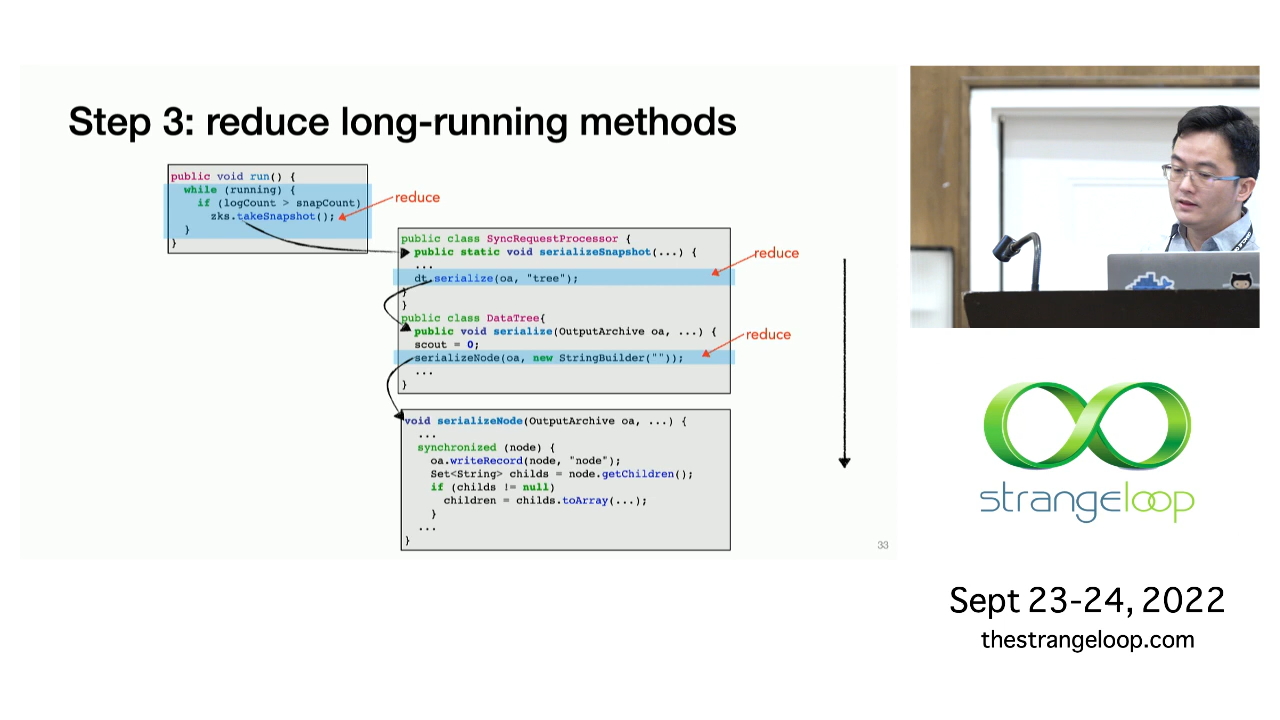 Step 3: reduce long-running methods
public void run() {
while (running) {
if (logCount > snapCount)
zks.takeSnapshot();
}
}
reduce
public class SyncRequestProcessor {
public static void serializeSnapshot(...) {
...
dt.serialize(oa, "tree");
}
}
reduce
public class DataTree{
public void serialize(OutputArchive oa, ...) {
scout = 0;
serializeNode(oa, new StringBuilder(""));
...
}
reduce
void serializeNode(OutputArchive oa, ...) {
...
synchronized (node) {
oa.writeRecord(node, "node");
Set<String> childs = node.getChildren();
if (childs != null)
children = childs.toArray(...);
}
...
}
33
strangeloop
Sept 23-24, 2022
thestrangeloop.com